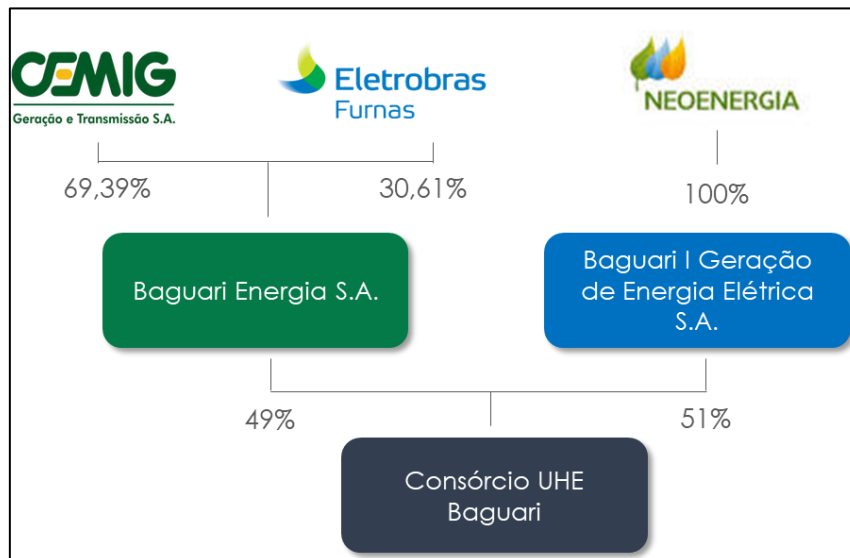 CEMIG
Geração e Transmissão S.A.
Eletrobras
Furnas
NEOENERGIA
69,39%
30,61%
100%
Baguari Energia S.A.
Baguari I Geração
de Energia Elétrica
S.A.
49%
51%
Consórcio UHE
Baguari